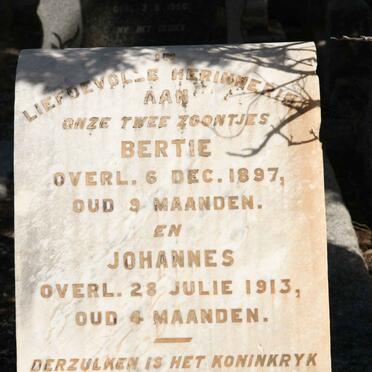 IN
LIEFDEVOLLE HERINNERING
AAN
ONZE TWEE ZOONTJES
BERTIE
OVERL. 6 DEC. 1897,
OUD 9 MAANDEN.
EN
JOHANNES
OVERL. 28 JULIE 1913,
OUD 4 MAANDEN.
DERZULKEN IS HET KONINKRYK